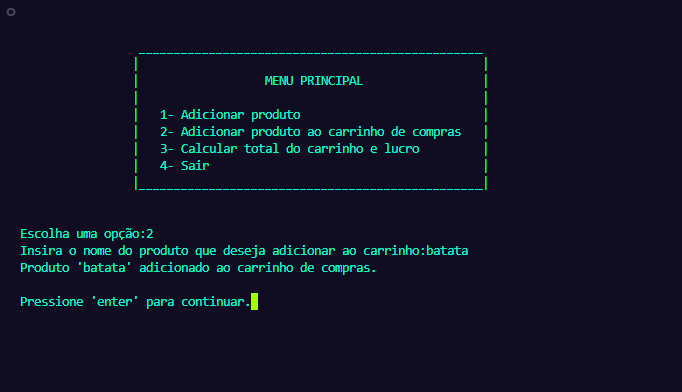 MENU PRINCIPAL
1- Adicionar produto
2- Adicionar produto ao carrinho de compras
3- Calcular total do carrinho e lucro
4- Sair
Escolha uma opção:2
Insira o nome do produto que deseja adicionar ao carrinho:batata
Produto 'batata' adicionado ao carrinho de compras.
Pressione 'enter' para continuar.